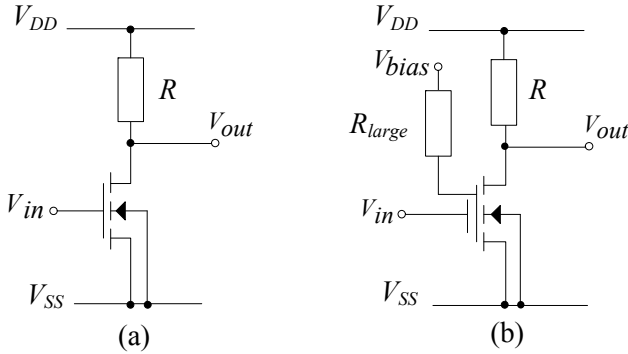 V_DD
R
V_out
V_in
V_SS
(a)
V_DD
V_bias
R_large
R
V_out
V_in
V_SS
(b)